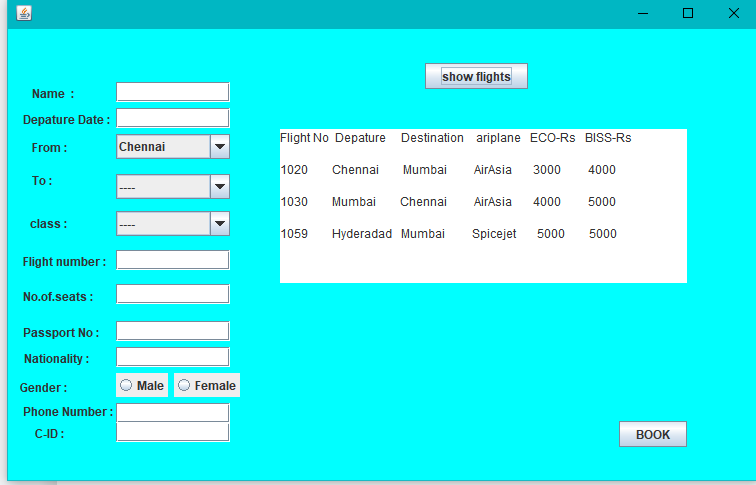 show flights
Name :
Depature Date :
From : Chennai
To : ----
class : ----
Flight number :
No.of.seats :
Passport No :
Nationality :
Gender : Male Female
Phone Number :
C-ID :
Flight No Depature Destination ariplane ECO-Rs BISS-Rs
1020 Chennai Mumbai AirAsia 3000 4000
1030 Mumbai Chennai AirAsia 4000 5000
1059 Hyderadad Mumbai Spicejet 5000 5000
BOOK